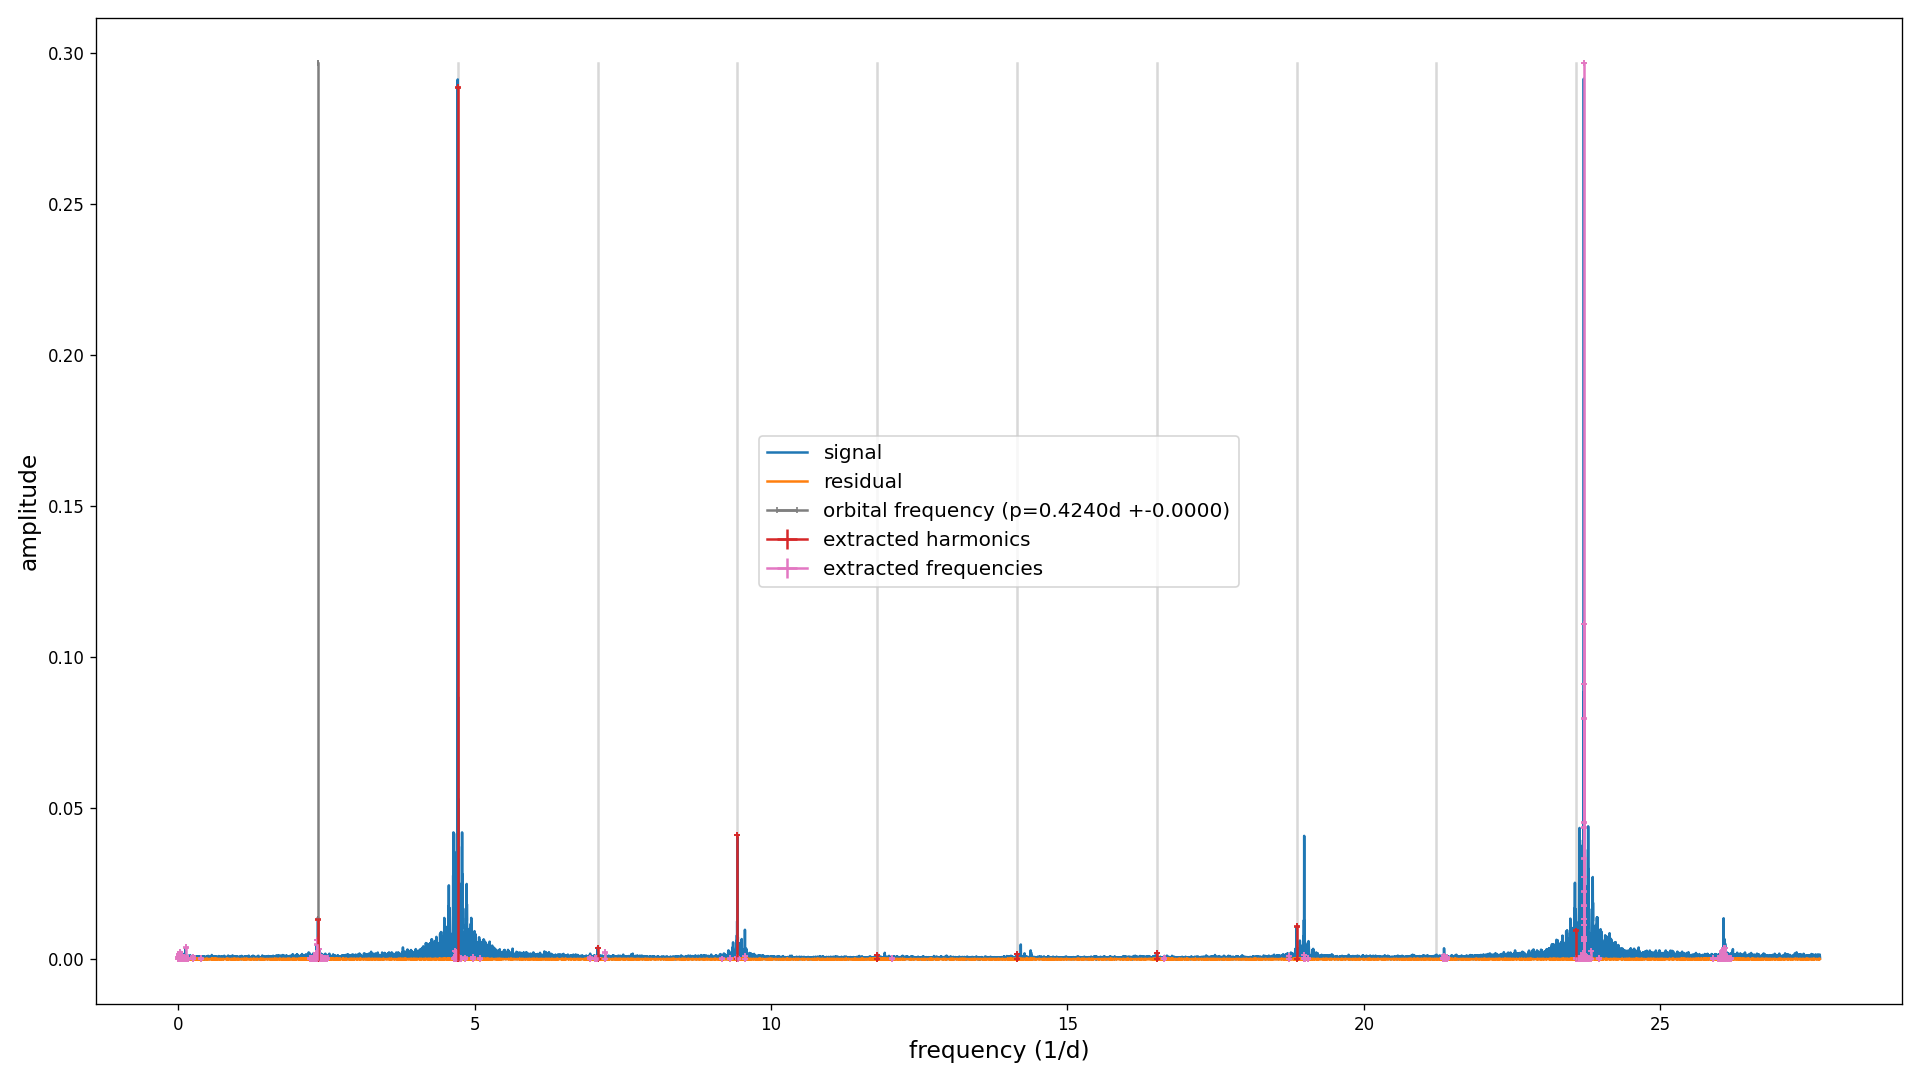 0.30
0.25
0.20
0.15
0.10
0.05
0.00
amplitude
signal
residual
orbital frequency (p=0.4240d +-0.0000)
extracted harmonics
extracted frequencies
0 5 10 15 20 25
frequency (1/d)